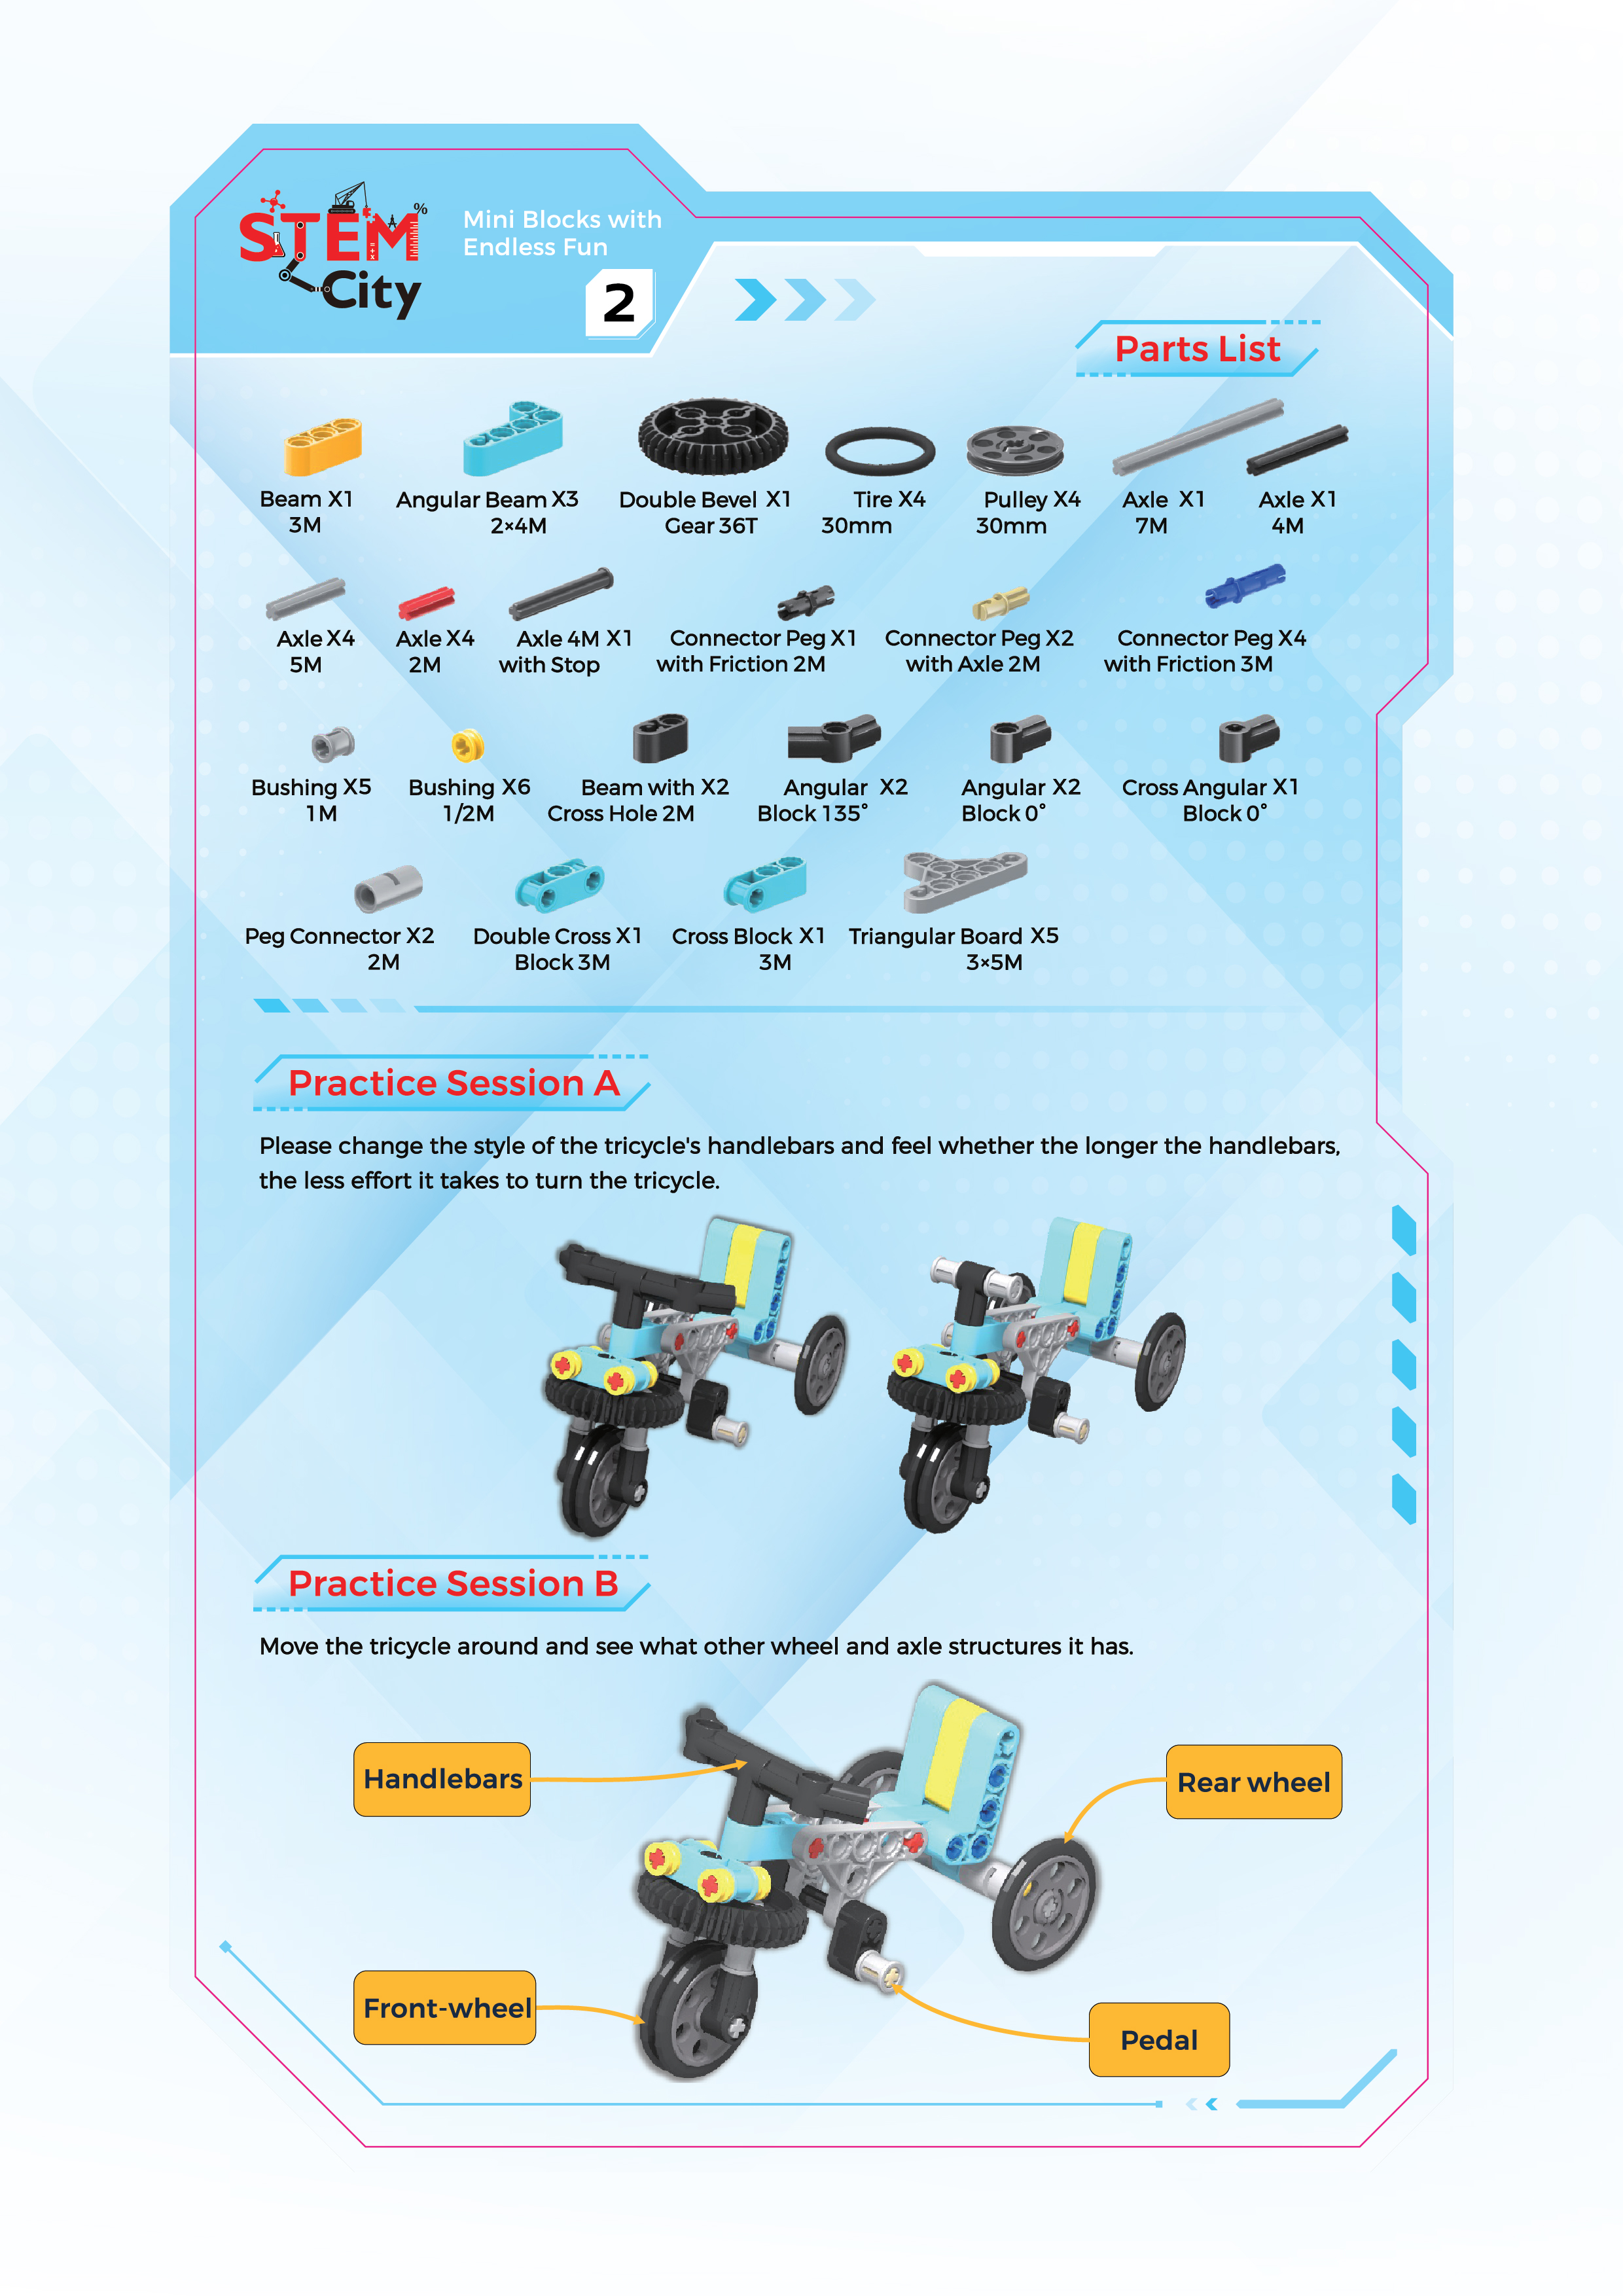 STEM %
City
Mini Blocks with
Endless Fun
2
Parts List
Beam X1
3M
Angular Beam X3
2×4M
Double Bevel X1
Gear 36T
Tire X4
30mm
Pulley X4
30mm
Axle X1
7M
Axle X1
4M
Axle X4
5M
Axle X4
2M
Axle 4M X1
with Stop
Connector Peg X1
with Friction 2M
Connector Peg X2
with Axle 2M
Connector Peg X4
with Friction 3M
Bushing X5
1M
Bushing X6
1/2M
Beam with X2
Cross Hole 2M
Angular X2
Block 135°
Angular X2
Block 0°
Cross Angular X1
Block 0°
Peg Connector X2
2M
Double Cross X1
Block 3M
Cross Block X1
3M
Triangular Board X5
3×5M
Practice Session A
Please change the style of the tricycle's handlebars and feel whether the longer the handlebars,
the less effort it takes to turn the tricycle.
Practice Session B
Move the tricycle around and see what other wheel and axle structures it has.
Handlebars
Rear wheel
Front-wheel
Pedal